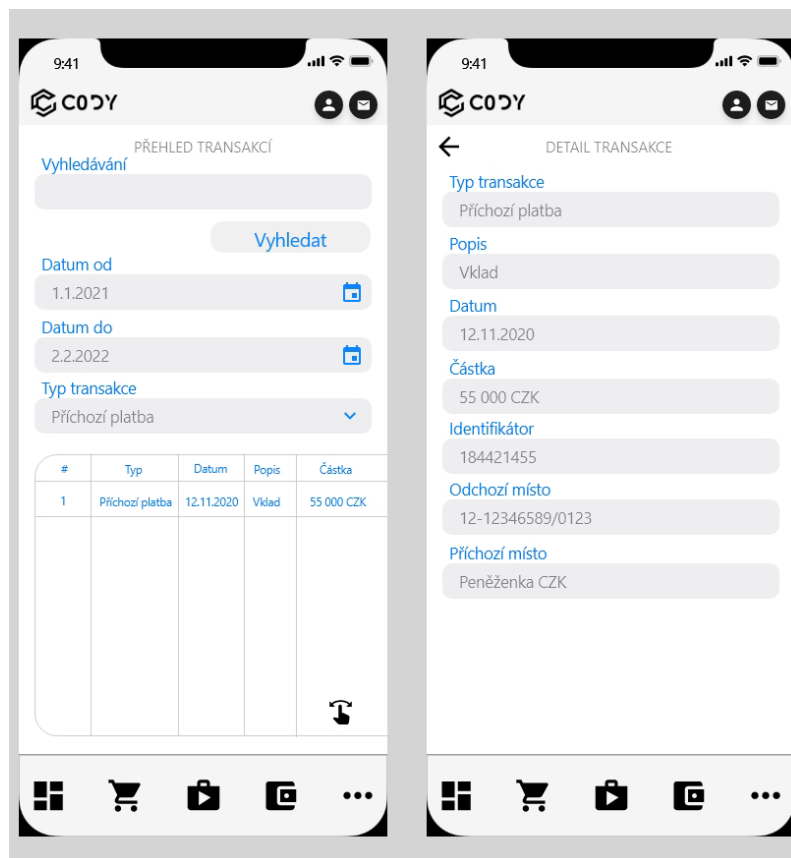 9:41
CODY
PŘEHLED TRANSAKCÍ
Vyhledávání
Vyhledat
Datum od
1.1.2021
Datum do
2.2.2022
Typ transakce
Příchozí platba
# Typ Datum Popis Částka
1 Příchozí platba 12.11.2020 Vklad 55 000 CZK
9:41
CODY
DETAIL TRANSAKCE
Typ transakce
Příchozí platba
Popis
Vklad
Datum
12.11.2020
Částka
55 000 CZK
Identifikátor
184421455
Odchozí místo
12-12346589/0123
Příchozí místo
Peněženka CZK